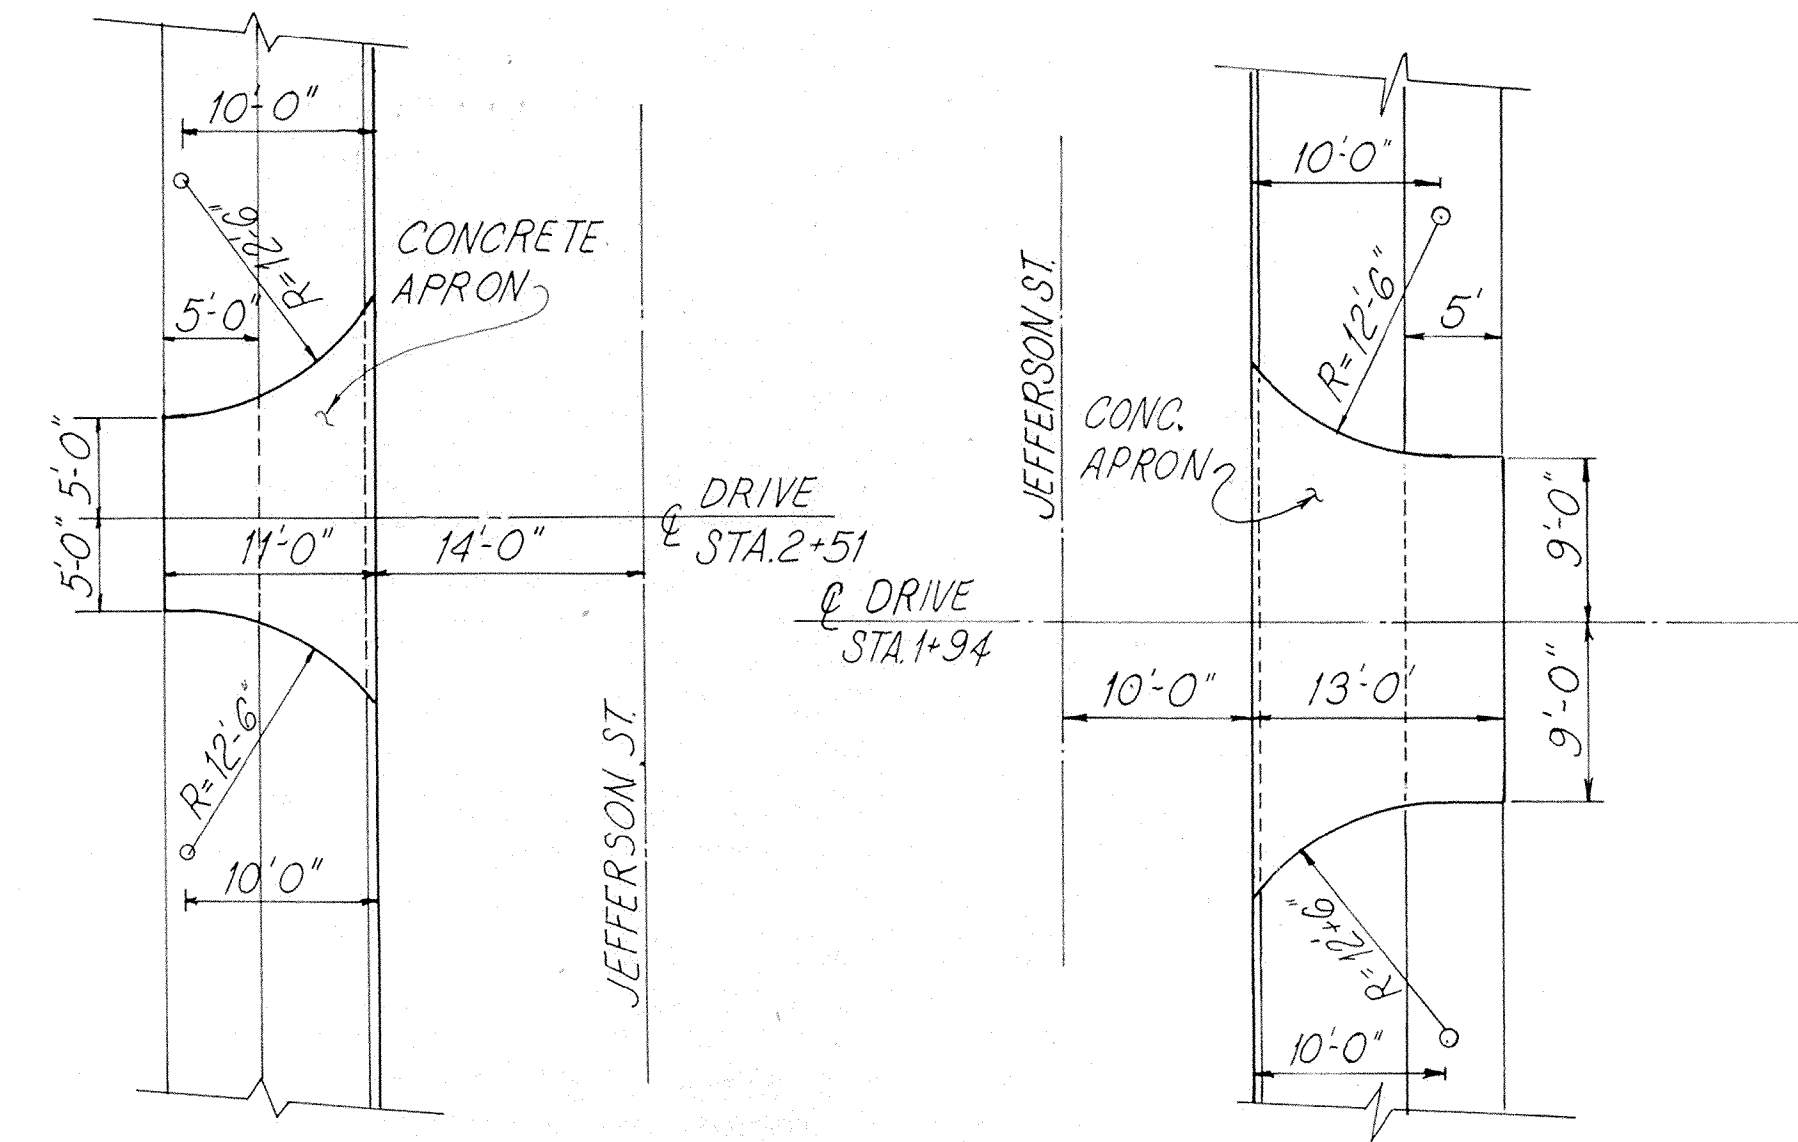 10'-0"
R=12'-6"
CONCRETE
APRON
5'-0"
5'-0"
5'-0"
11'-0"
14'-0"
℄ DRIVE
STA.2+51
R=12'-6"
10'0"
JEFFERSON ST.
10'-0"
R=12'-6"
5'
JEFFERSON ST.
CONC.
APRON
9'-0"
℄ DRIVE
STA.1+94
10'-0"
13'-0'
9'-0"
R=12'+6"
10'-0"